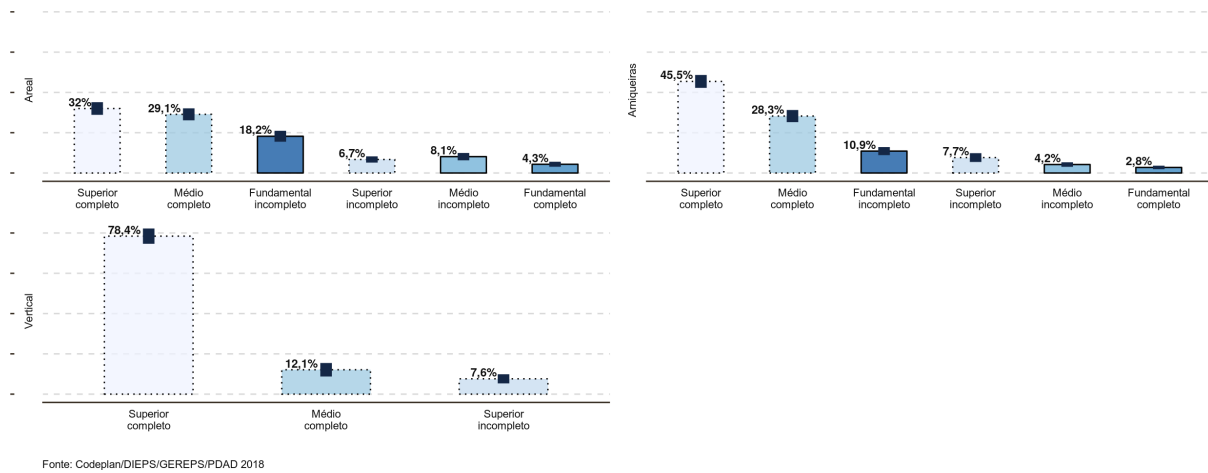 Areal
32%
29,1%
18,2%
6,7%
8,1%
4,3%
Superior
completo
Médio
completo
Fundamental
incompleto
Superior
incompleto
Médio
incompleto
Fundamental
completo
Arniqueiras
45,5%
28,3%
10,9%
7,7%
4,2%
2,8%
Superior
completo
Médio
completo
Fundamental
incompleto
Superior
incompleto
Médio
incompleto
Fundamental
completo
Vertical
78,4%
12,1%
7,6%
Superior
completo
Médio
completo
Superior
incompleto
Fonte: Codeplan/DIEPS/GEREPS/PDAD 2018